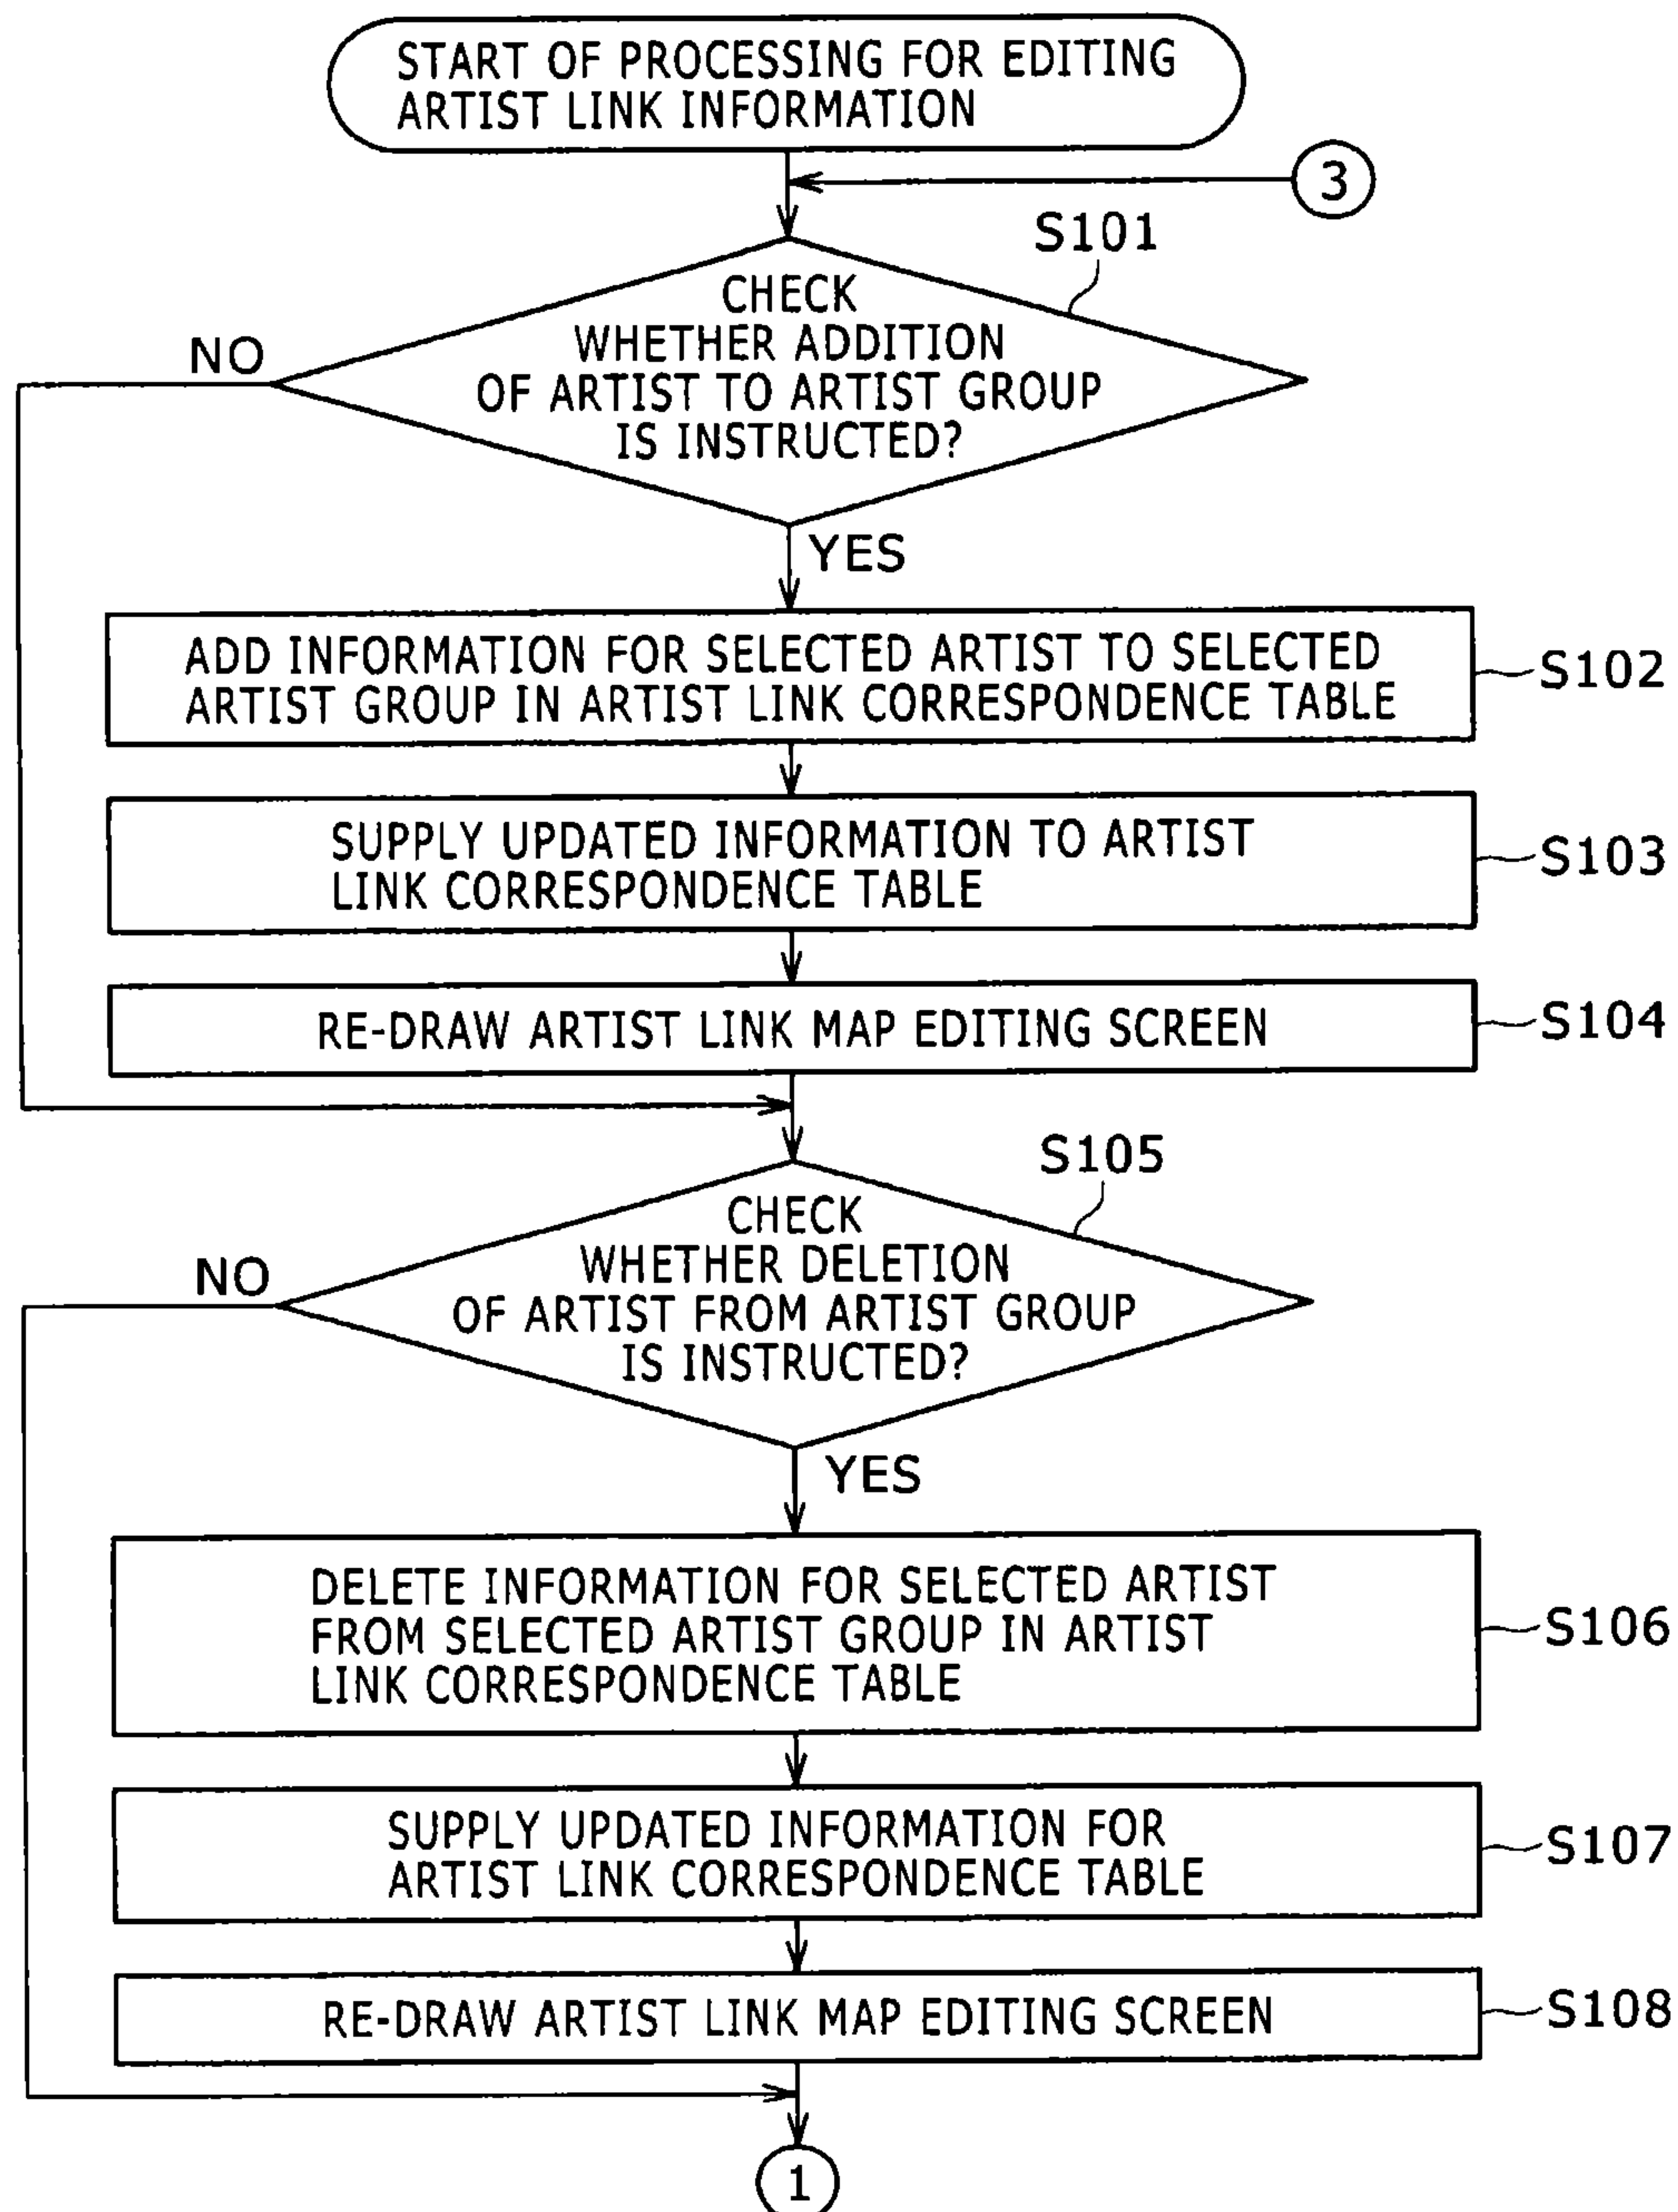 START OF PROCESSING FOR EDITING
ARTIST LINK INFORMATION
3
S101
CHECK
WHETHER ADDITION
OF ARTIST TO ARTIST GROUP
IS INSTRUCTED?
NO
YES
ADD INFORMATION FOR SELECTED ARTIST TO SELECTED
ARTIST GROUP IN ARTIST LINK CORRESPONDENCE TABLE
S102
SUPPLY UPDATED INFORMATION TO ARTIST
LINK CORRESPONDENCE TABLE
S103
RE-DRAW ARTIST LINK MAP EDITING SCREEN
S104
S105
CHECK
WHETHER DELETION
OF ARTIST FROM ARTIST GROUP
IS INSTRUCTED?
NO
YES
DELETE INFORMATION FOR SELECTED ARTIST
FROM SELECTED ARTIST GROUP IN ARTIST
LINK CORRESPONDENCE TABLE
S106
SUPPLY UPDATED INFORMATION FOR
ARTIST LINK CORRESPONDENCE TABLE
S107
RE-DRAW ARTIST LINK MAP EDITING SCREEN
S108
1